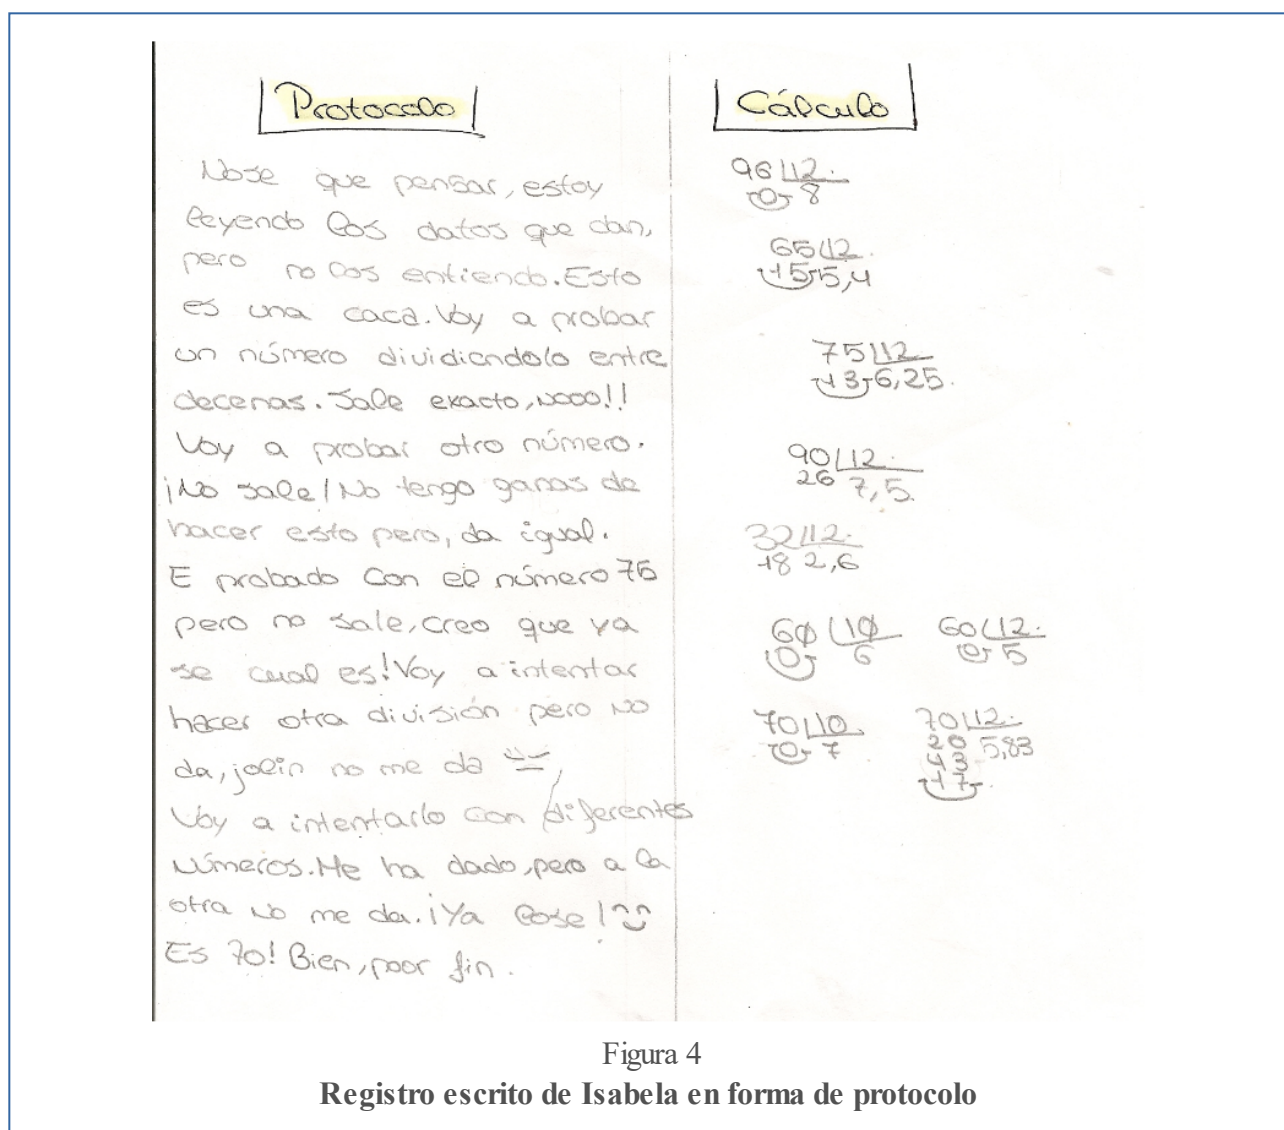 Protocolo
Nose que pensar, estoy
leyendo los datos que dan,
pero no los entiendo. Esto
es una caca. Voy a probar
un número dividiendolo entre
decenas. Sale exacto, nooo!!
Voy a probar otro número.
¡No sale! No tengo ganas de
hacer esto pero, da igual.
E probado con el número 75
pero no sale, creo que ya
se cual es! Voy a intentar
hacer otra división pero no
da, jolin no me da
Voy a intentarlo con diferentes
números. Me ha dado, pero a la
otra no me da. ¡Ya lose!
Es 70! Bien, poor fin.
Cálculo
96 12
0 8
65 12
15 5,4
75 12
13 6,25
90 12
26 7,5
32 12
18 2,6
60 10 60 12
0 6 0 5
70 10 70 12
0 7 20 5,83
43
17
Figura 4
Registro escrito de Isabela en forma de protocolo